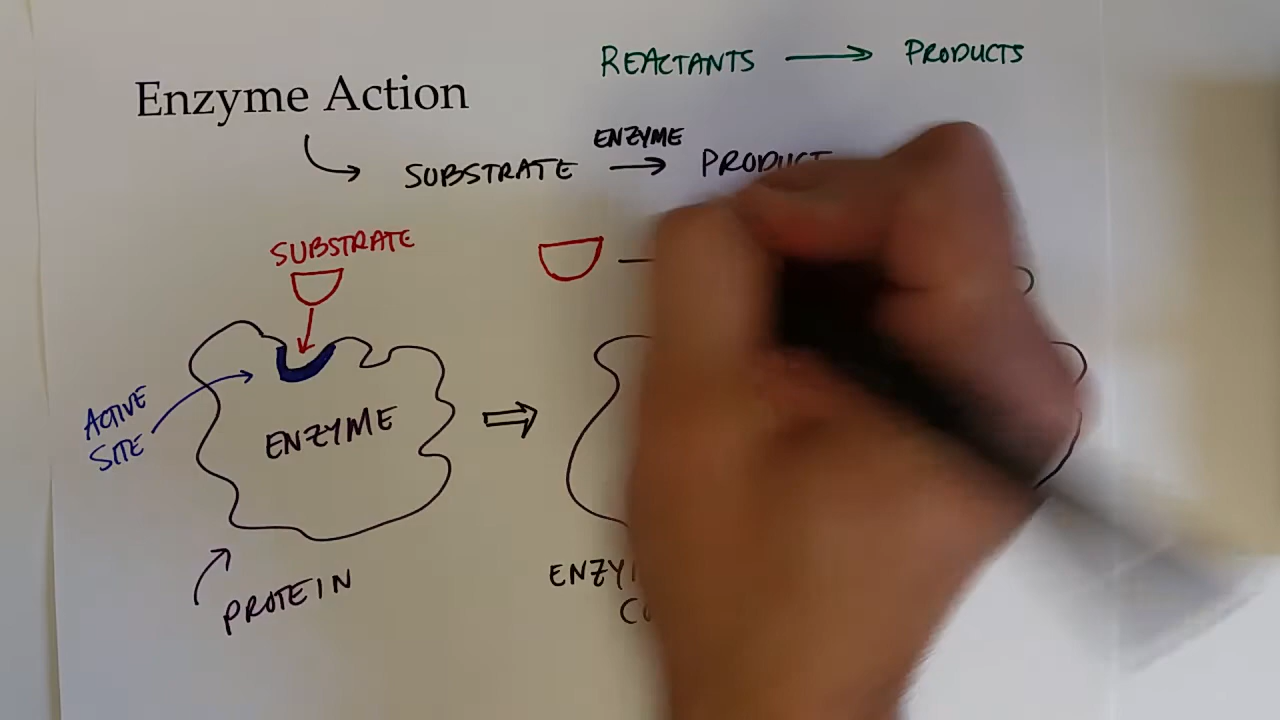 REACTANTS → PRODUCTS
Enzyme Action
ENZYME
SUBSTRATE → PRODUCT
SUBSTRATE
ACTIVE
SITE
ENZYME
PROTEIN